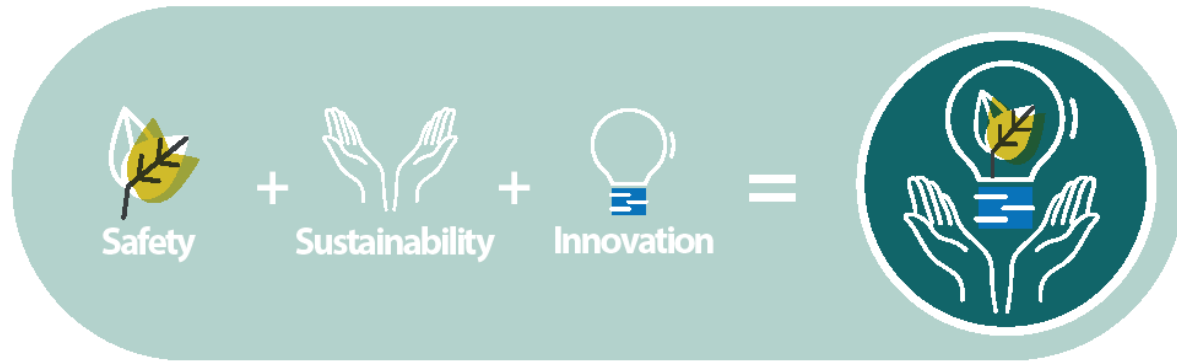 Safety + Sustainability + Innovation =